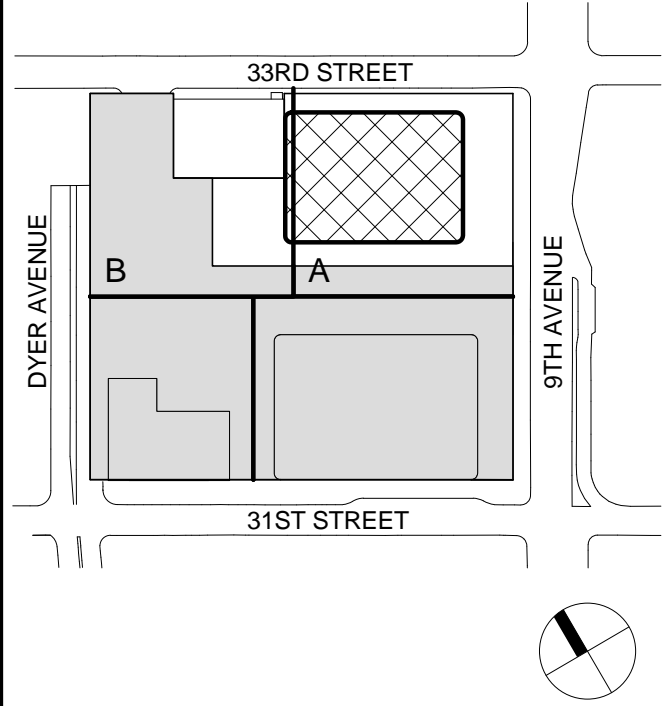 33RD STREET
B
A
DYER AVENUE
9TH AVENUE
31ST STREET